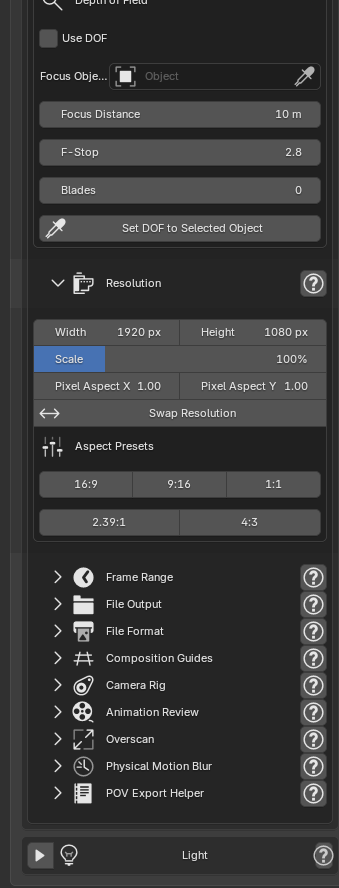 Depth of Field
Use DOF
Focus Obje... Object
Focus Distance 10 m
F-Stop 2.8
Blades 0
Set DOF to Selected Object
Resolution ?
Width 1920 px Height 1080 px
Scale 100%
Pixel Aspect X 1.00 Pixel Aspect Y 1.00
Swap Resolution
Aspect Presets
16:9 9:16 1:1
2.39:1 4:3
Frame Range ?
File Output ?
File Format ?
Composition Guides ?
Camera Rig ?
Animation Review ?
Overscan ?
Physical Motion Blur ?
POV Export Helper ?
Light ?